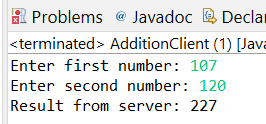 Problems @ Javadoc Declar
<terminated> AdditionClient (1) [Java
Enter first number: 107
Enter second number: 120
Result from server: 227